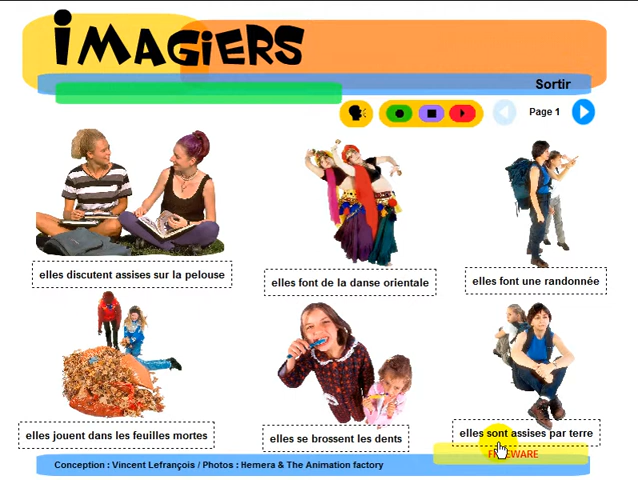 iMAGiERS
Sortir
Page 1
elles discutent assises sur la pelouse
elles font de la danse orientale
elles font une randonnée
elles jouent dans les feuilles mortes
elles se brossent les dents
elles sont assises par terre
FREEWARE
Conception : Vincent Lefrançois / Photos : Hemera & The Animation factory